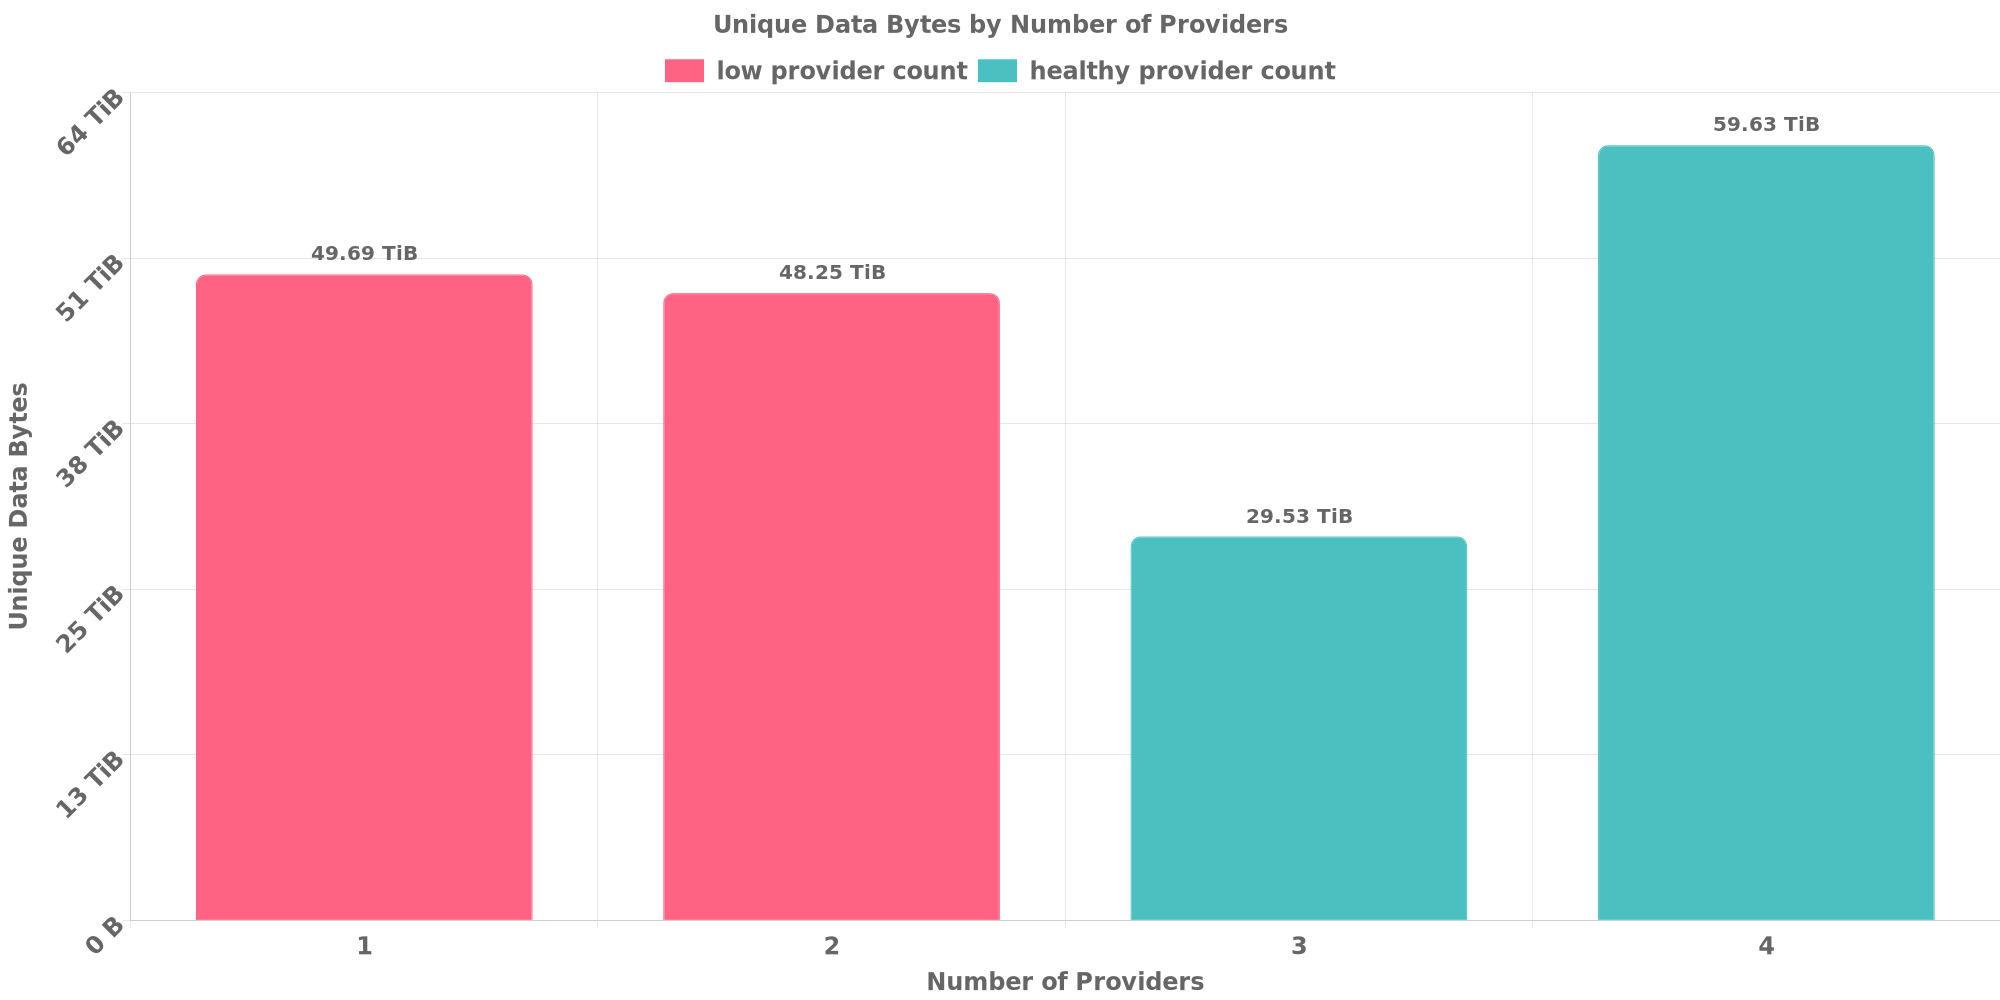 Unique Data Bytes by Number of Providers
low provider count healthy provider count
64 TiB
51 TiB
38 TiB
25 TiB
13 TiB
0 B
Unique Data Bytes
49.69 TiB
48.25 TiB
29.53 TiB
59.63 TiB
1 2 3 4
Number of Providers